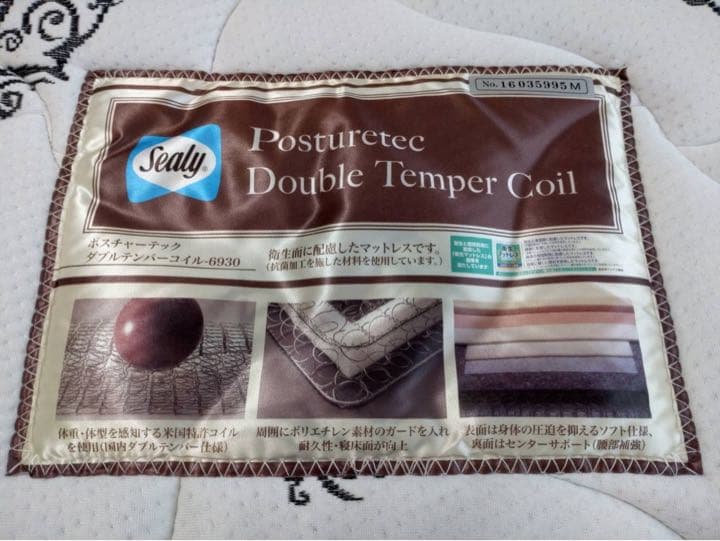 No. 16 035995 M
Sealy
Posturetec
Double Temper Coil
ポスチャーテック
ダブルテンパーコイル-6930
衛生面に配慮したマットレスです。
(抗菌加工を施した材料を使用しています。)
体重・体型を感知する米国特許コイル
を使用(国内ダブルテンパー仕様)
周囲にポリエチレン素材のガードを入れ
耐久性・寝床面が向上
表面は身体の圧迫を抑えるソフト仕様、
裏面はセンターサポート(腰部補強)